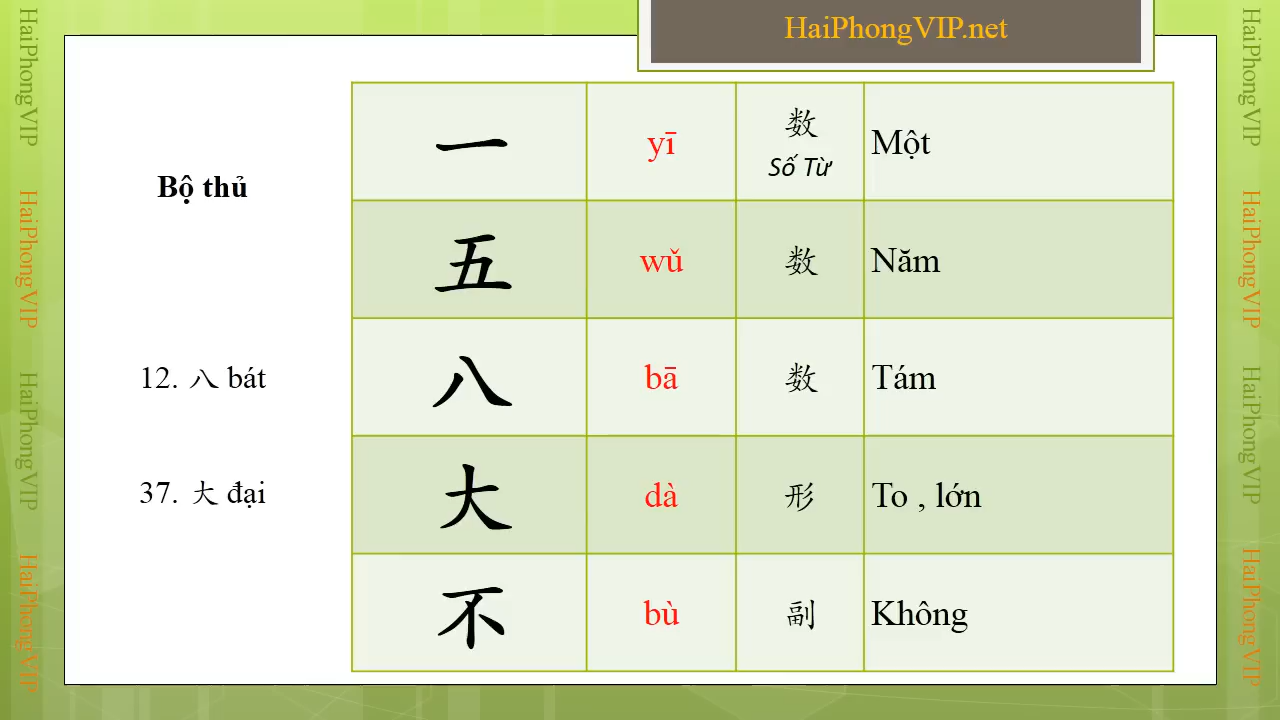 HaiPhongVIP.net
Bộ thủ
一 yī 数 Một
Số Từ
五 wǔ 数 Năm
12. 八 bát
八 bā 数 Tám
37. 大 đại
大 dà 形 To , lớn
不 bù 副 Không
HaiPhongVIP
HaiPhongVIP
HaiPhongVIP
HaiPhongVIP
HaiPhongVIP
HaiPhongVIP
HaiPhongVIP
HaiPhongVIP